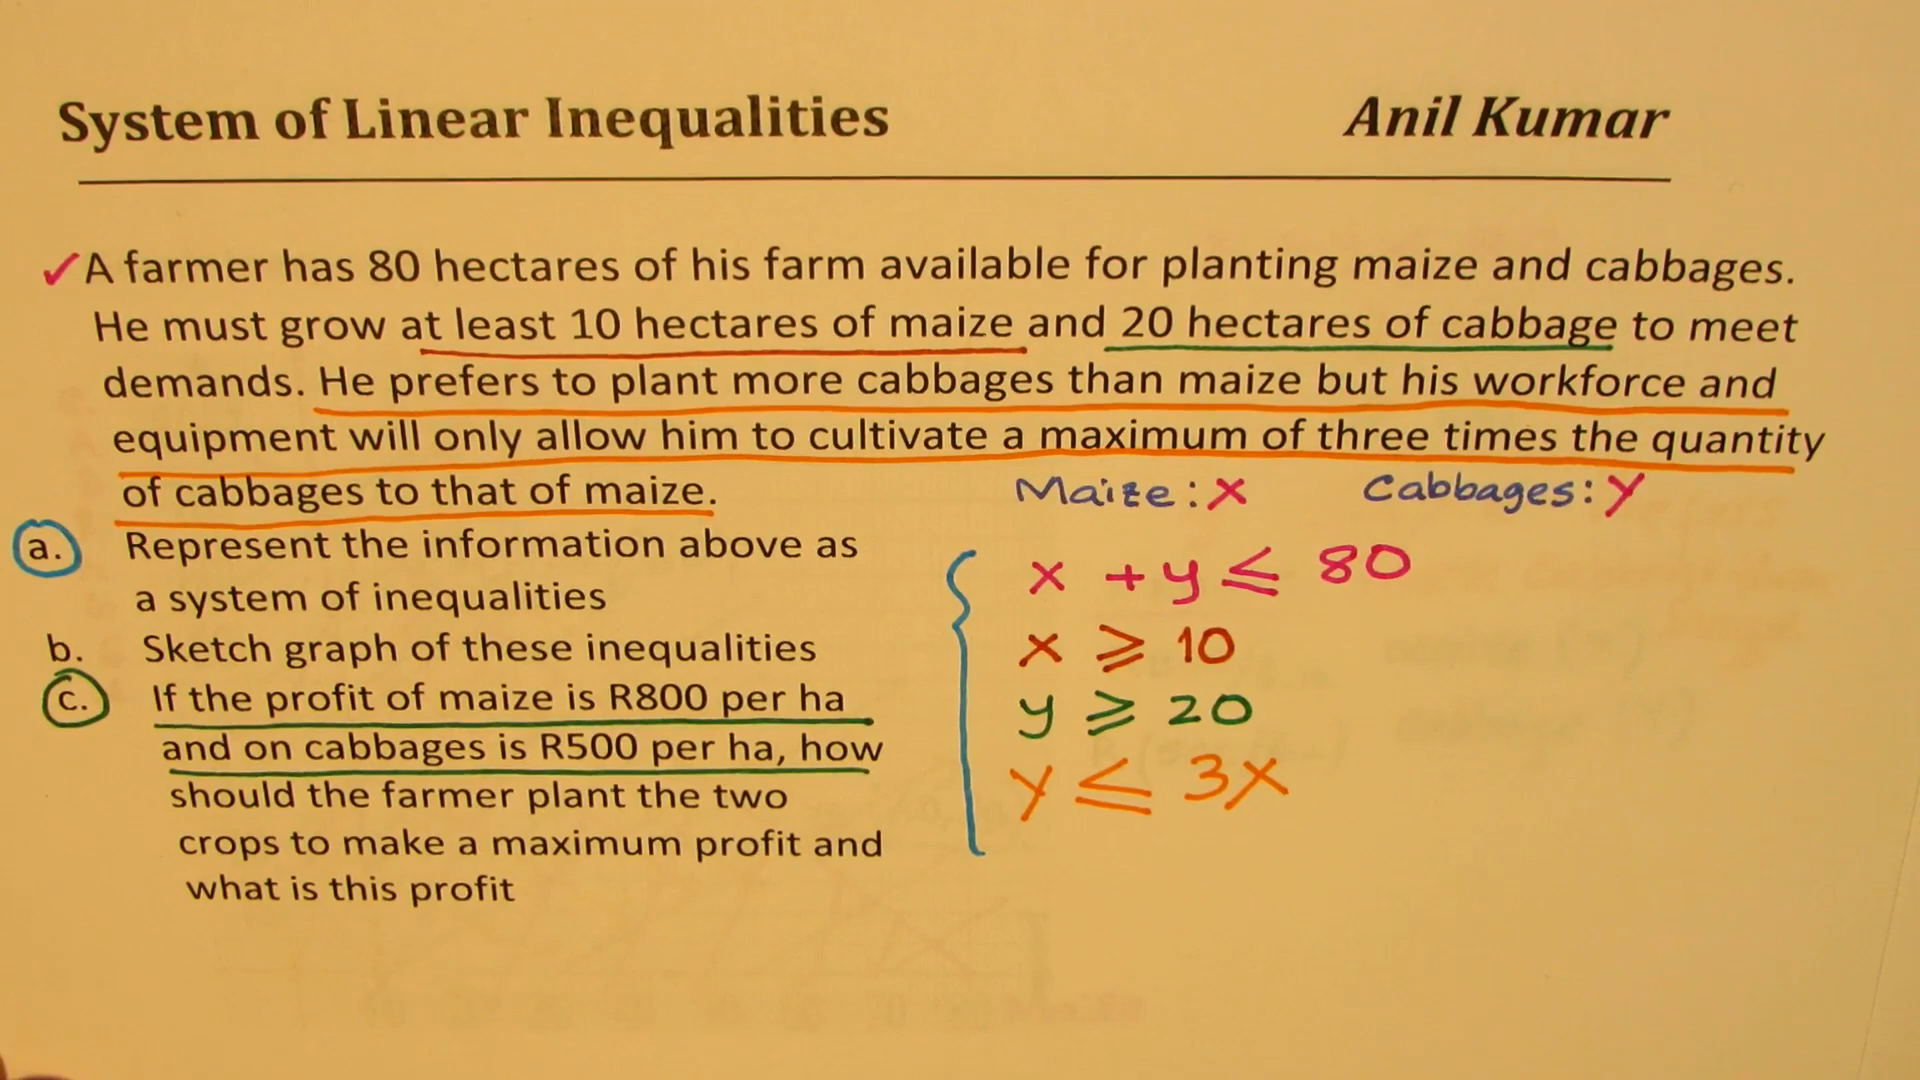 System of Linear Inequalities Anil Kumar
✓ A farmer has 80 hectares of his farm available for planting maize and cabbages.
He must grow at least 10 hectares of maize and 20 hectares of cabbage to meet
demands. He prefers to plant more cabbages than maize but his workforce and
equipment will only allow him to cultivate a maximum of three times the quantity
of cabbages to that of maize.
Maize: x Cabbages: y
a. Represent the information above as
a system of inequalities
b. Sketch graph of these inequalities
c. If the profit of maize is R800 per ha
and on cabbages is R500 per ha, how
should the farmer plant the two
crops to make a maximum profit and
what is this profit
x + y ≤ 80
x ≥ 10
y ≥ 20
y ≤ 3x